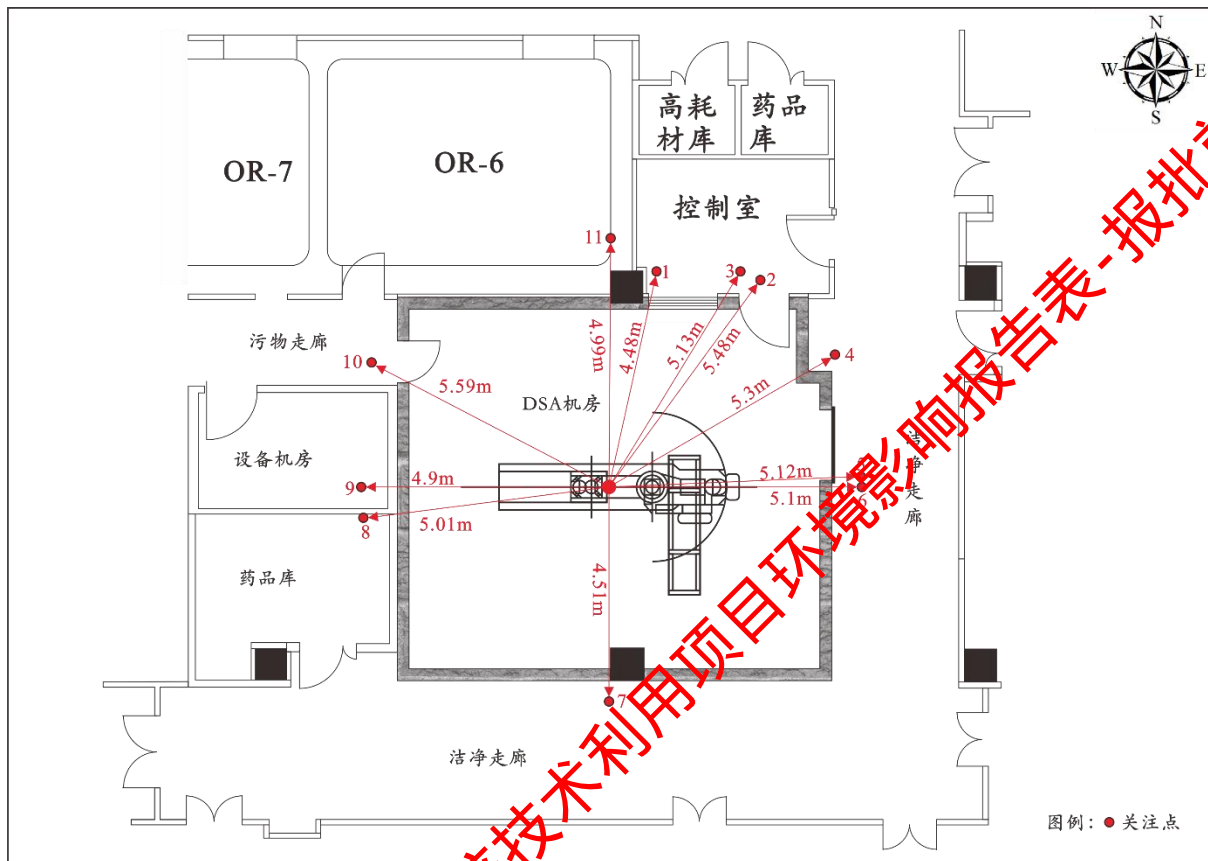 N
W E
S
高耗
材库
药品
库
OR-7
OR-6
控制室
11
1
3
2
污物走廊
4.99m
4.48m
5.13m
5.48m
4
10
5.59m
5.3m
DSA机房
洁净走廊
设备机房
9
4.9m
5.12m
5.1m
6
8
5.01m
药品库
4.51m
7
洁净走廊
图例： 关注点
技术利用项目环境影响报告表-报批